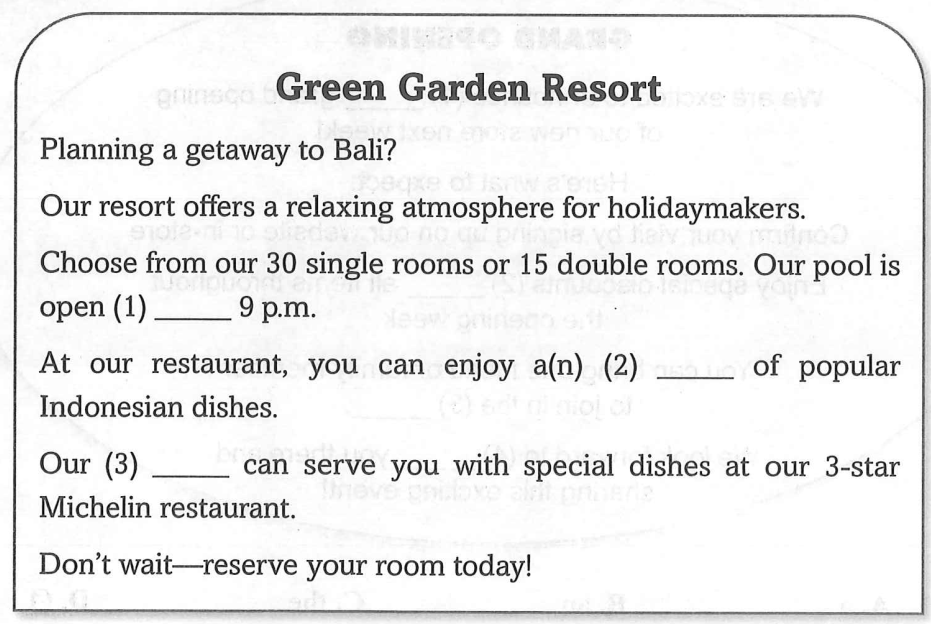 Green Garden Resort
Planning a getaway to Bali?
Our resort offers a relaxing atmosphere for holidaymakers.
Choose from our 30 single rooms or 15 double rooms. Our pool is
open (1) _____ 9 p.m.
At our restaurant, you can enjoy a(n) (2) _____ of popular
Indonesian dishes.
Our (3) _____ can serve you with special dishes at our 3-star
Michelin restaurant.
Don't wait—reserve your room today!